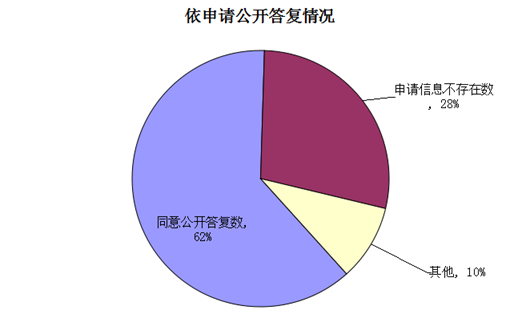 依申请公开答复情况
申请信息不存在数
, 28%
同意公开答复数,
62%
其他, 10%